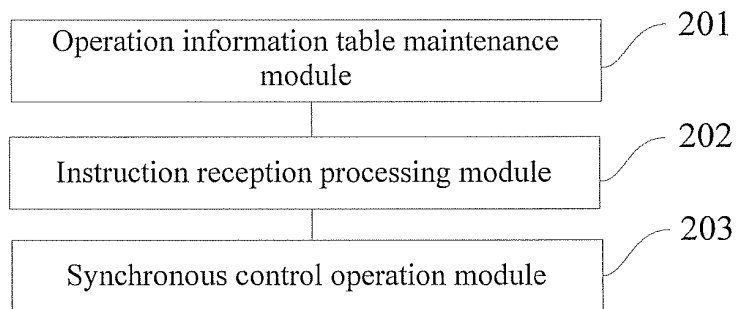 Operation information table maintenance
module
201
Instruction reception processing module
202
Synchronous control operation module
203